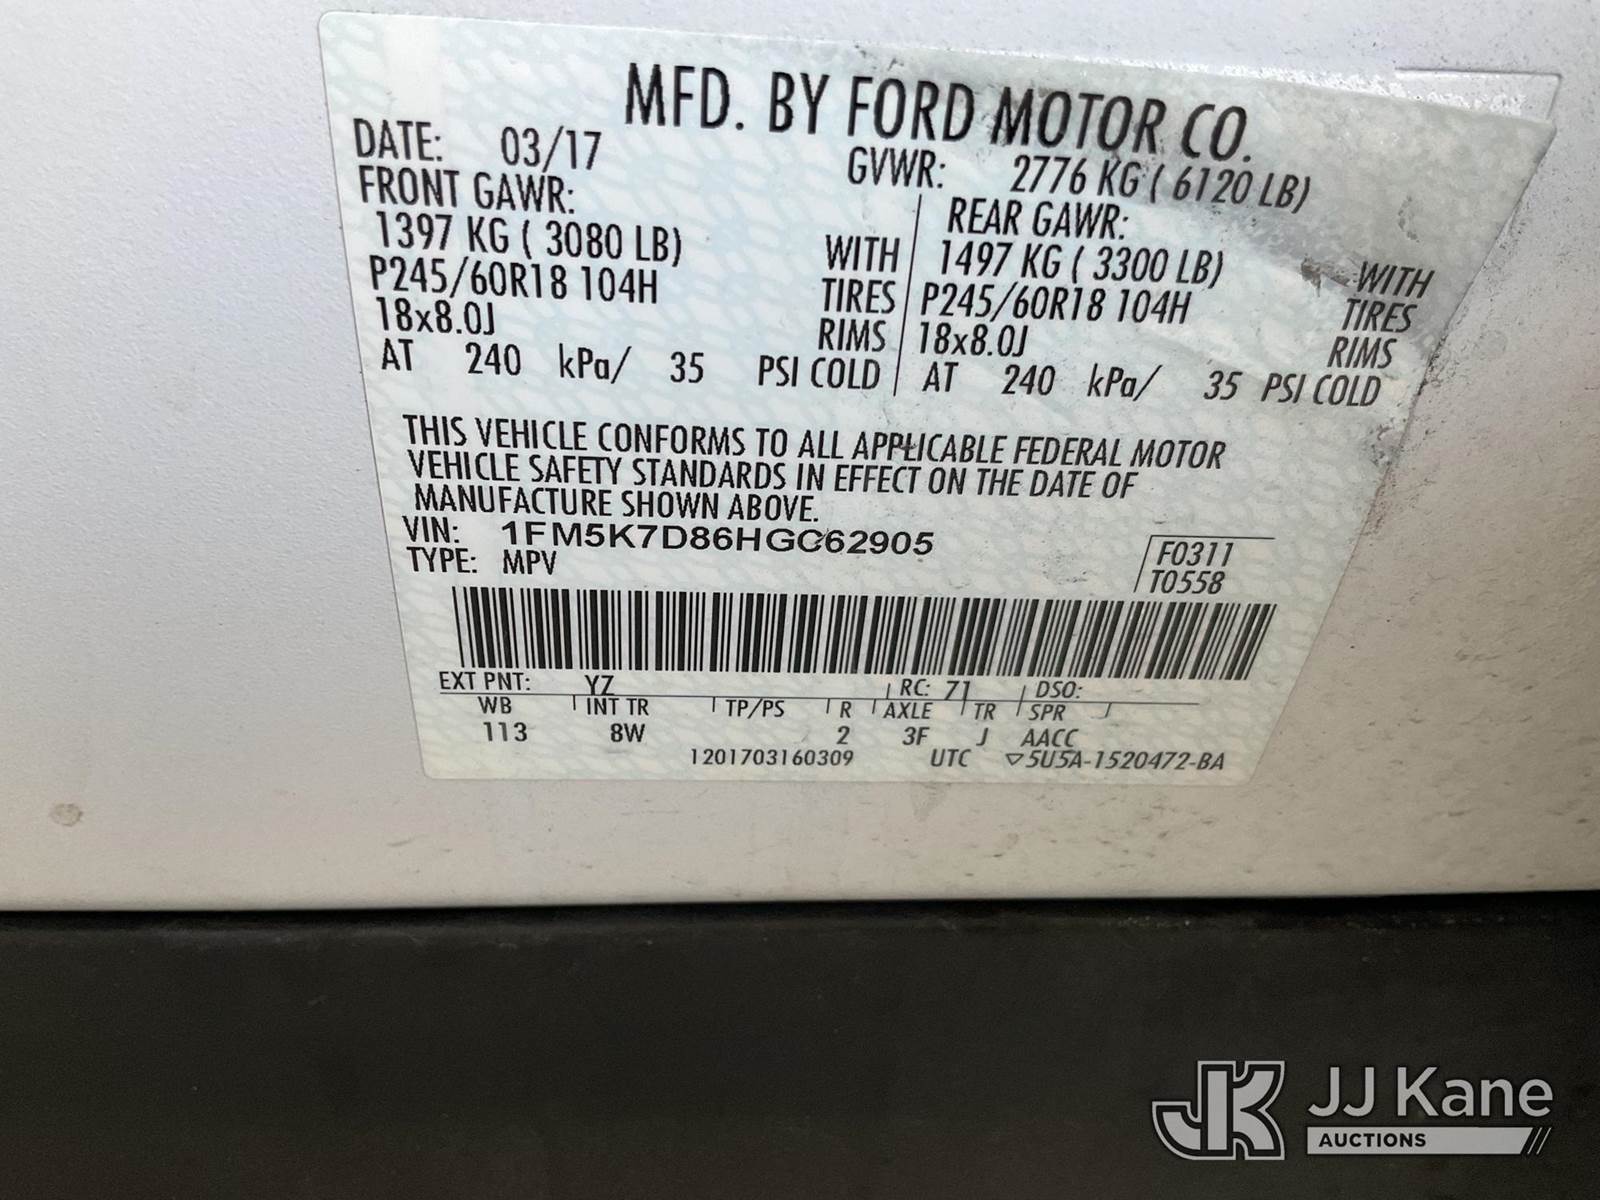 MFD. BY FORD MOTOR CO.
DATE: 03/17 GVWR: 2776 KG ( 6120 LB)
FRONT GAWR: REAR GAWR:
1397 KG ( 3080 LB) WITH 1497 KG ( 3300 LB) WITH
P245/60R18 104H TIRES P245/60R18 104H TIRES
18x8.0J RIMS 18x8.0J RIMS
AT 240 kPa/ 35 PSI COLD AT 240 kPa/ 35 PSI COLD
THIS VEHICLE CONFORMS TO ALL APPLICABLE FEDERAL MOTOR
VEHICLE SAFETY STANDARDS IN EFFECT ON THE DATE OF
MANUFACTURE SHOWN ABOVE.
VIN: 1FM5K7D86HGC62905
TYPE: MPV
F0311
T0558
EXT PNT: YZ RC: 71 DSO:
WB INT TR TP/PS R AXLE TR SPR
113 8W 2 3F J AACC
1201703160309 UTC ▽5U5A-1520472-BA
JK JJ Kane
AUCTIONS